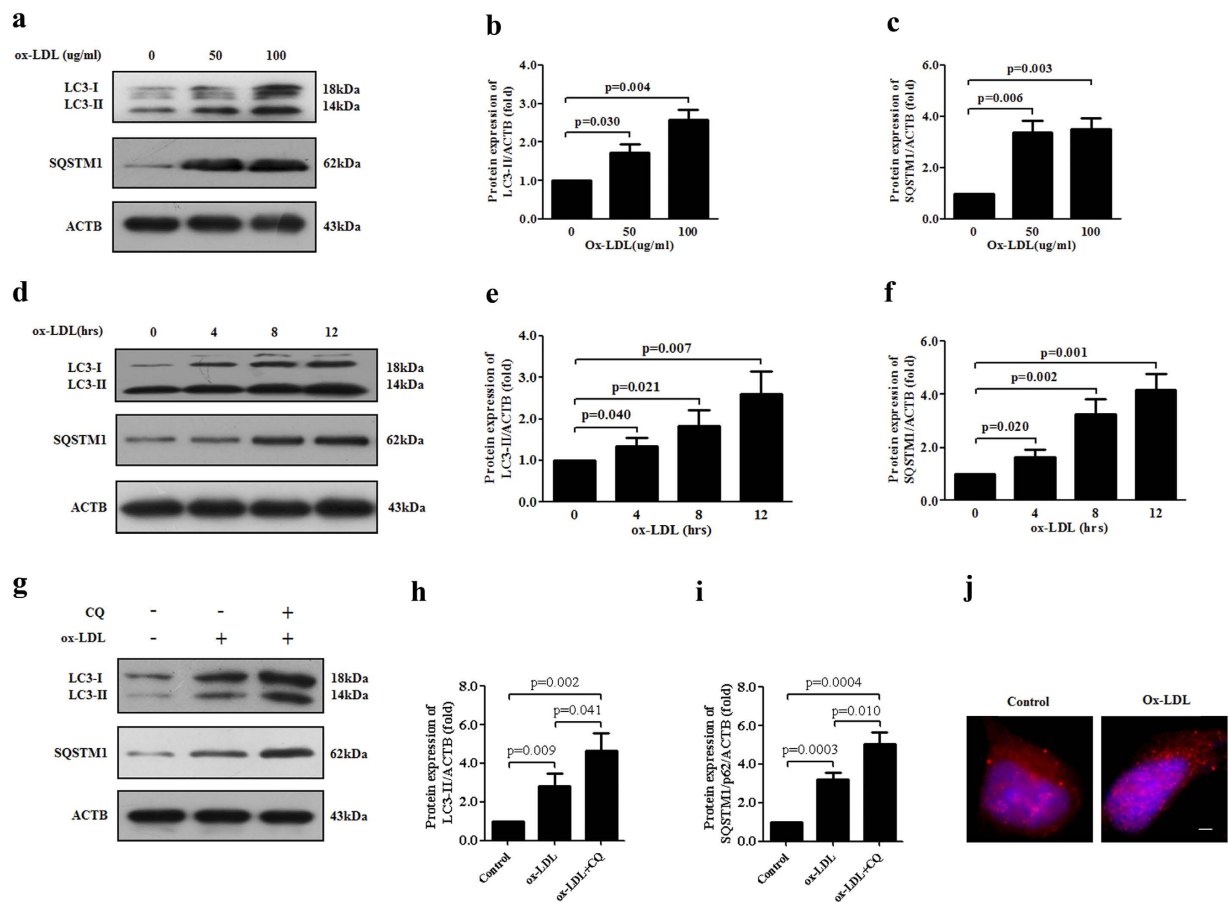 a
ox-LDL (ug/ml) 0 50 100
LC3-I 18kDa
LC3-II 14kDa
SQSTM1 62kDa
ACTB 43kDa
b
Protein expression of
LC3-II/ACTB (fold)
4.0
3.0
2.0
1.0
0.0
p=0.004
p=0.030
0 50 100
Ox-LDL(ug/ml)
c
Protein expression of
SQSTM1/ACTB (fold)
6.0
4.0
2.0
0.0
p=0.003
p=0.006
0 50 100
Ox-LDL(ug/ml)
d
ox-LDL(hrs) 0 4 8 12
LC3-I 18kDa
LC3-II 14kDa
SQSTM1 62kDa
ACTB 43kDa
e
Protein expression of
LC3-II/ACTB (fold)
4.0
3.0
2.0
1.0
0.0
p=0.007
p=0.021
p=0.040
0 4 8 12
ox-LDL (hrs)
f
Protein expression of
SQSTM1/ACTB (fold)
6.0
4.0
2.0
0.0
p=0.001
p=0.002
p=0.020
0 4 8 12
ox-LDL (hrs)
g
CQ - - +
ox-LDL - + +
LC3-I 18kDa
LC3-II 14kDa
SQSTM1 62kDa
ACTB 43kDa
h
Protein expression of
LC3-II/ACTB (fold)
8.0
6.0
4.0
2.0
0.0
p=0.002
p=0.041
p=0.009
Control ox-LDL ox-LDL+CQ
i
Protein expression of
SQSTM1/p62/ACTB (fold)
8.0
6.0
4.0
2.0
0.0
p=0.0004
p=0.010
p=0.0003
Control ox-LDL ox-LDL+CQ
j
Control Ox-LDL